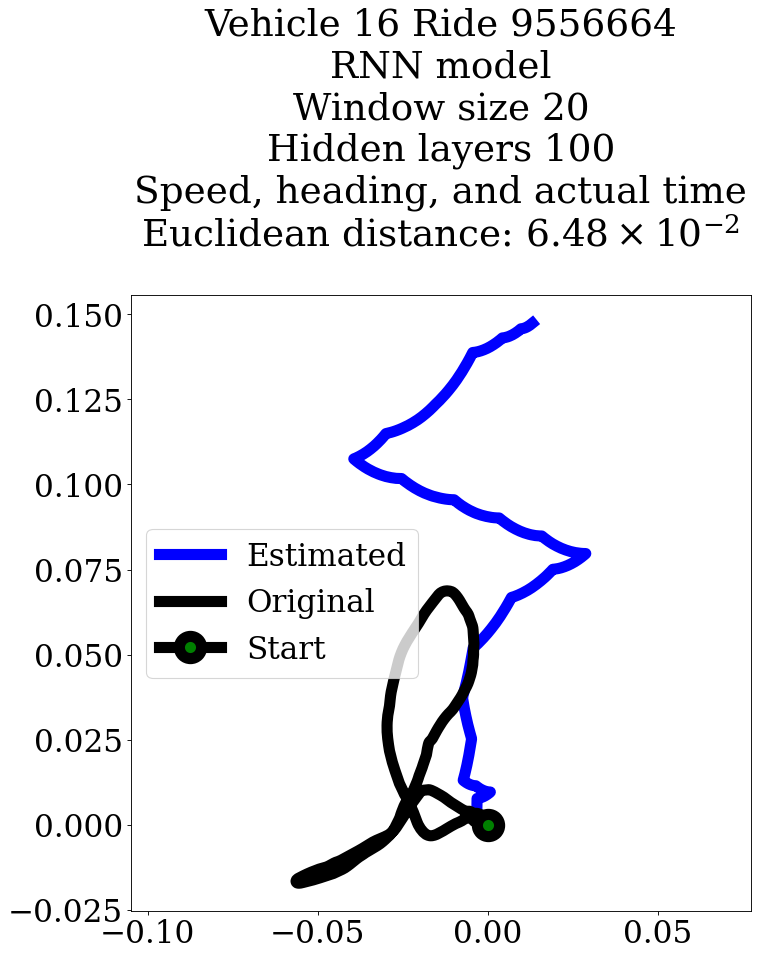 Vehicle 16 Ride 9556664
RNN model
Window size 20
Hidden layers 100
Speed, heading, and actual time
Euclidean distance: 6.48 × 10⁻²
0.150
0.125
0.100
0.075
0.050
0.025
0.000
−0.025
Estimated
Original
Start
−0.10
−0.05
0.00
0.05